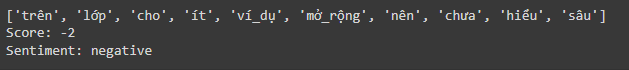 ['trên', 'lớp', 'cho', 'ít', 'ví_dụ', 'mở_rộng', 'nên', 'chưa', 'hiểu', 'sâu']
Score: -2
Sentiment: negative